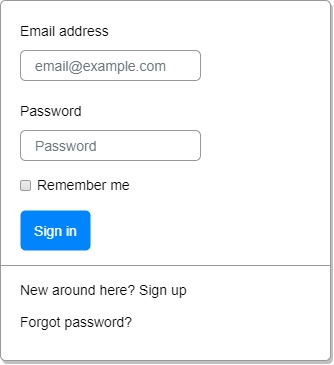 Email address
email@example.com
Password
Password
Remember me
Sign in
New around here? Sign up
Forgot password?